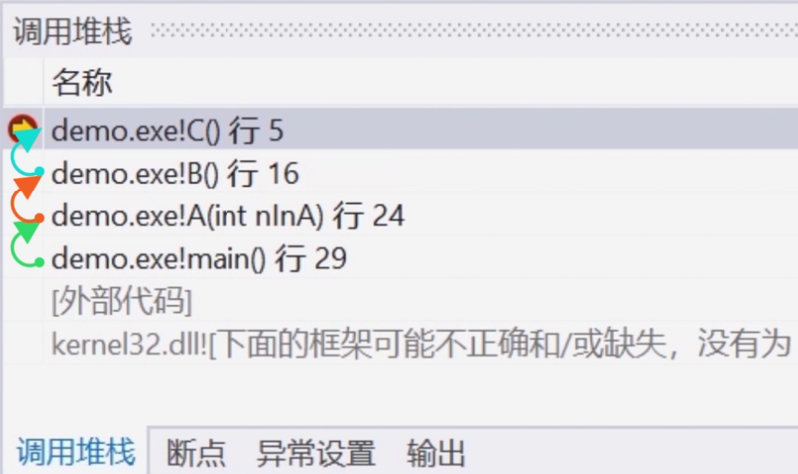 调用堆栈
名称
demo.exe!C() 行 5
demo.exe!B() 行 16
demo.exe!A(int nInA) 行 24
demo.exe!main() 行 29
[外部代码]
kernel32.dll![下面的框架可能不正确和/或缺失，没有为
调用堆栈 断点 异常设置 输出